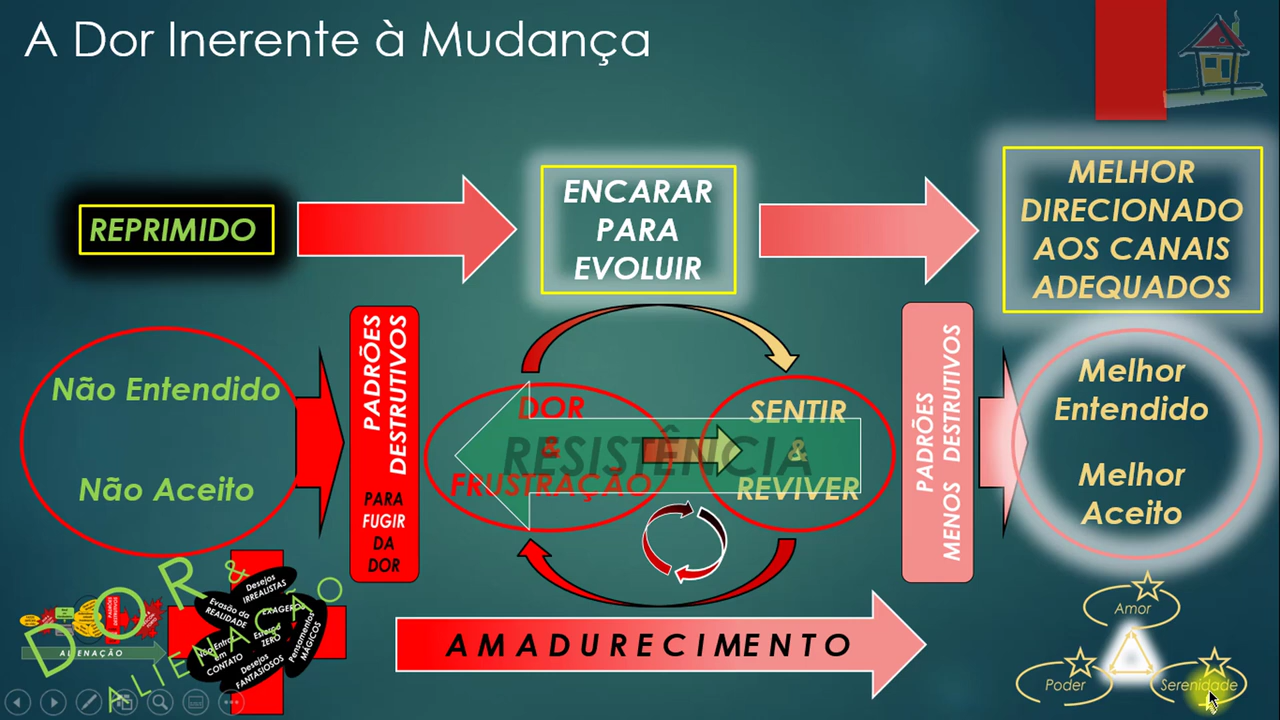 A Dor Inerente à Mudança
REPRIMIDO
ENCARAR
PARA
EVOLUIR
MELHOR
DIRECIONADO
AOS CANAIS
ADEQUADOS
Não Entendido
Não Aceito
PADRÕES
DESTRUTIVOS
PARA
FUGIR
DA
DOR
DOR
&
FRUSTRAÇÃO
RESISTÊNCIA
SENTIR
&
REVIVER
PADRÕES
MENOS DESTRUTIVOS
Melhor
Entendido
Melhor
Aceito
DOR &
ALIENAÇÃO
Desejos
IRREALISTAS
Evasão da
REALIDADE
EXAGERO
Esforço
ZERO
CONTATO
Desejos
FANTASIOSOS
Pensamentos
MÁGICOS
ALIENAÇÃO
AMADURECIMENTO
Amor
Poder
Serenidade